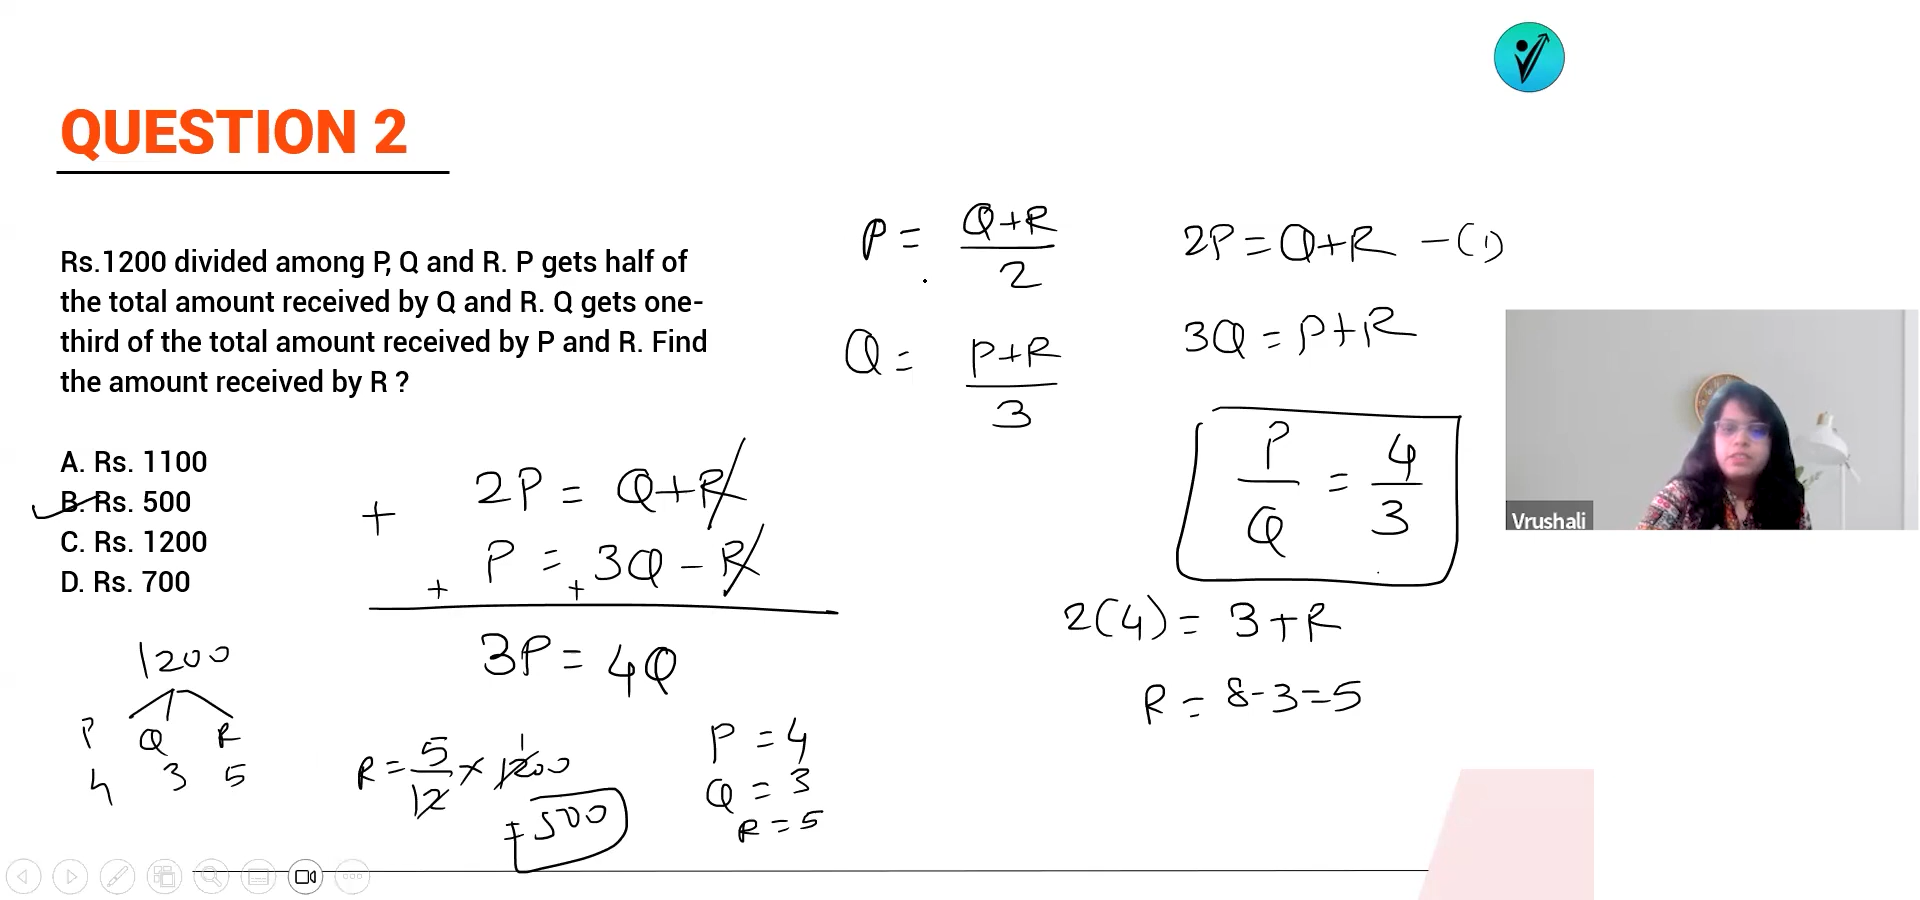 QUESTION 2
Rs.1200 divided among P, Q and R. P gets half of
the total amount received by Q and R. Q gets one-
third of the total amount received by P and R. Find
the amount received by R ?
A. Rs. 1100
B. Rs. 500
C. Rs. 1200
D. Rs. 700
P = Q+R / 2
2P = Q+R – (1)
Q = P+R / 3
3Q = P+R
+ 2P = Q+R
+ P = + 3Q – R
3P = 4Q
P / Q = 4 / 3
2(4) = 3+R
R = 8-3=5
1200
P Q R
4 3 5
R = 5 / 12 × 1200 1
= 500
P = 4
Q = 3
R = 5
Vrushali